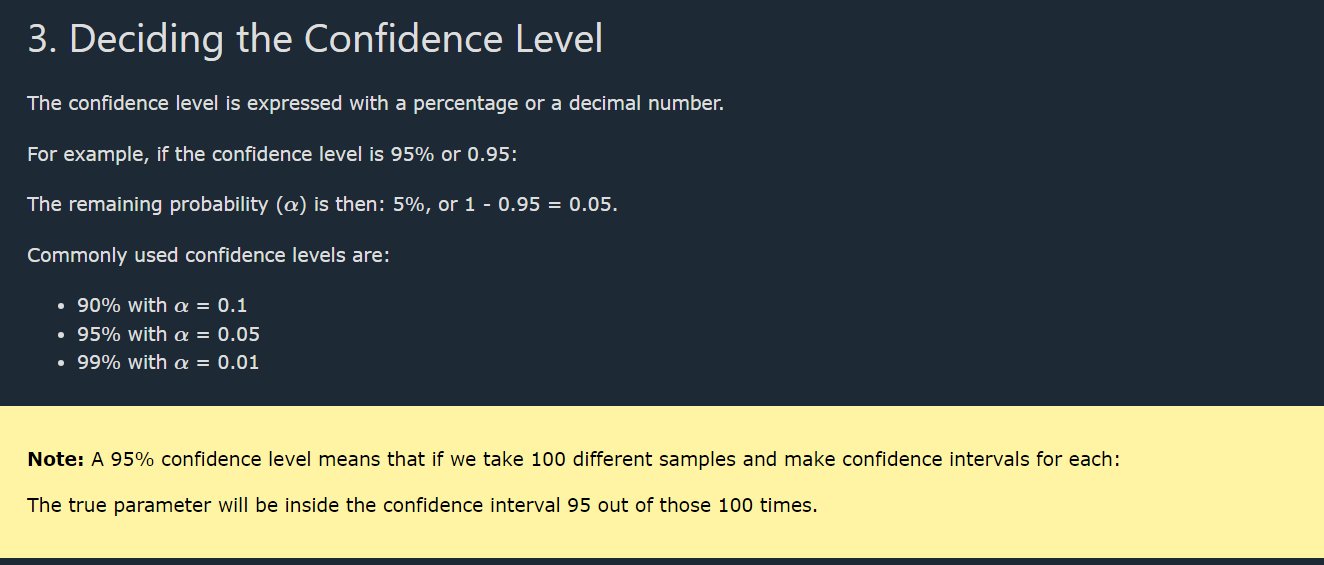 3. Deciding the Confidence Level
The confidence level is expressed with a percentage or a decimal number.
For example, if the confidence level is 95% or 0.95:
The remaining probability (α) is then: 5%, or 1 - 0.95 = 0.05.
Commonly used confidence levels are:
• 90% with α = 0.1
• 95% with α = 0.05
• 99% with α = 0.01
Note: A 95% confidence level means that if we take 100 different samples and make confidence intervals for each:
The true parameter will be inside the confidence interval 95 out of those 100 times.